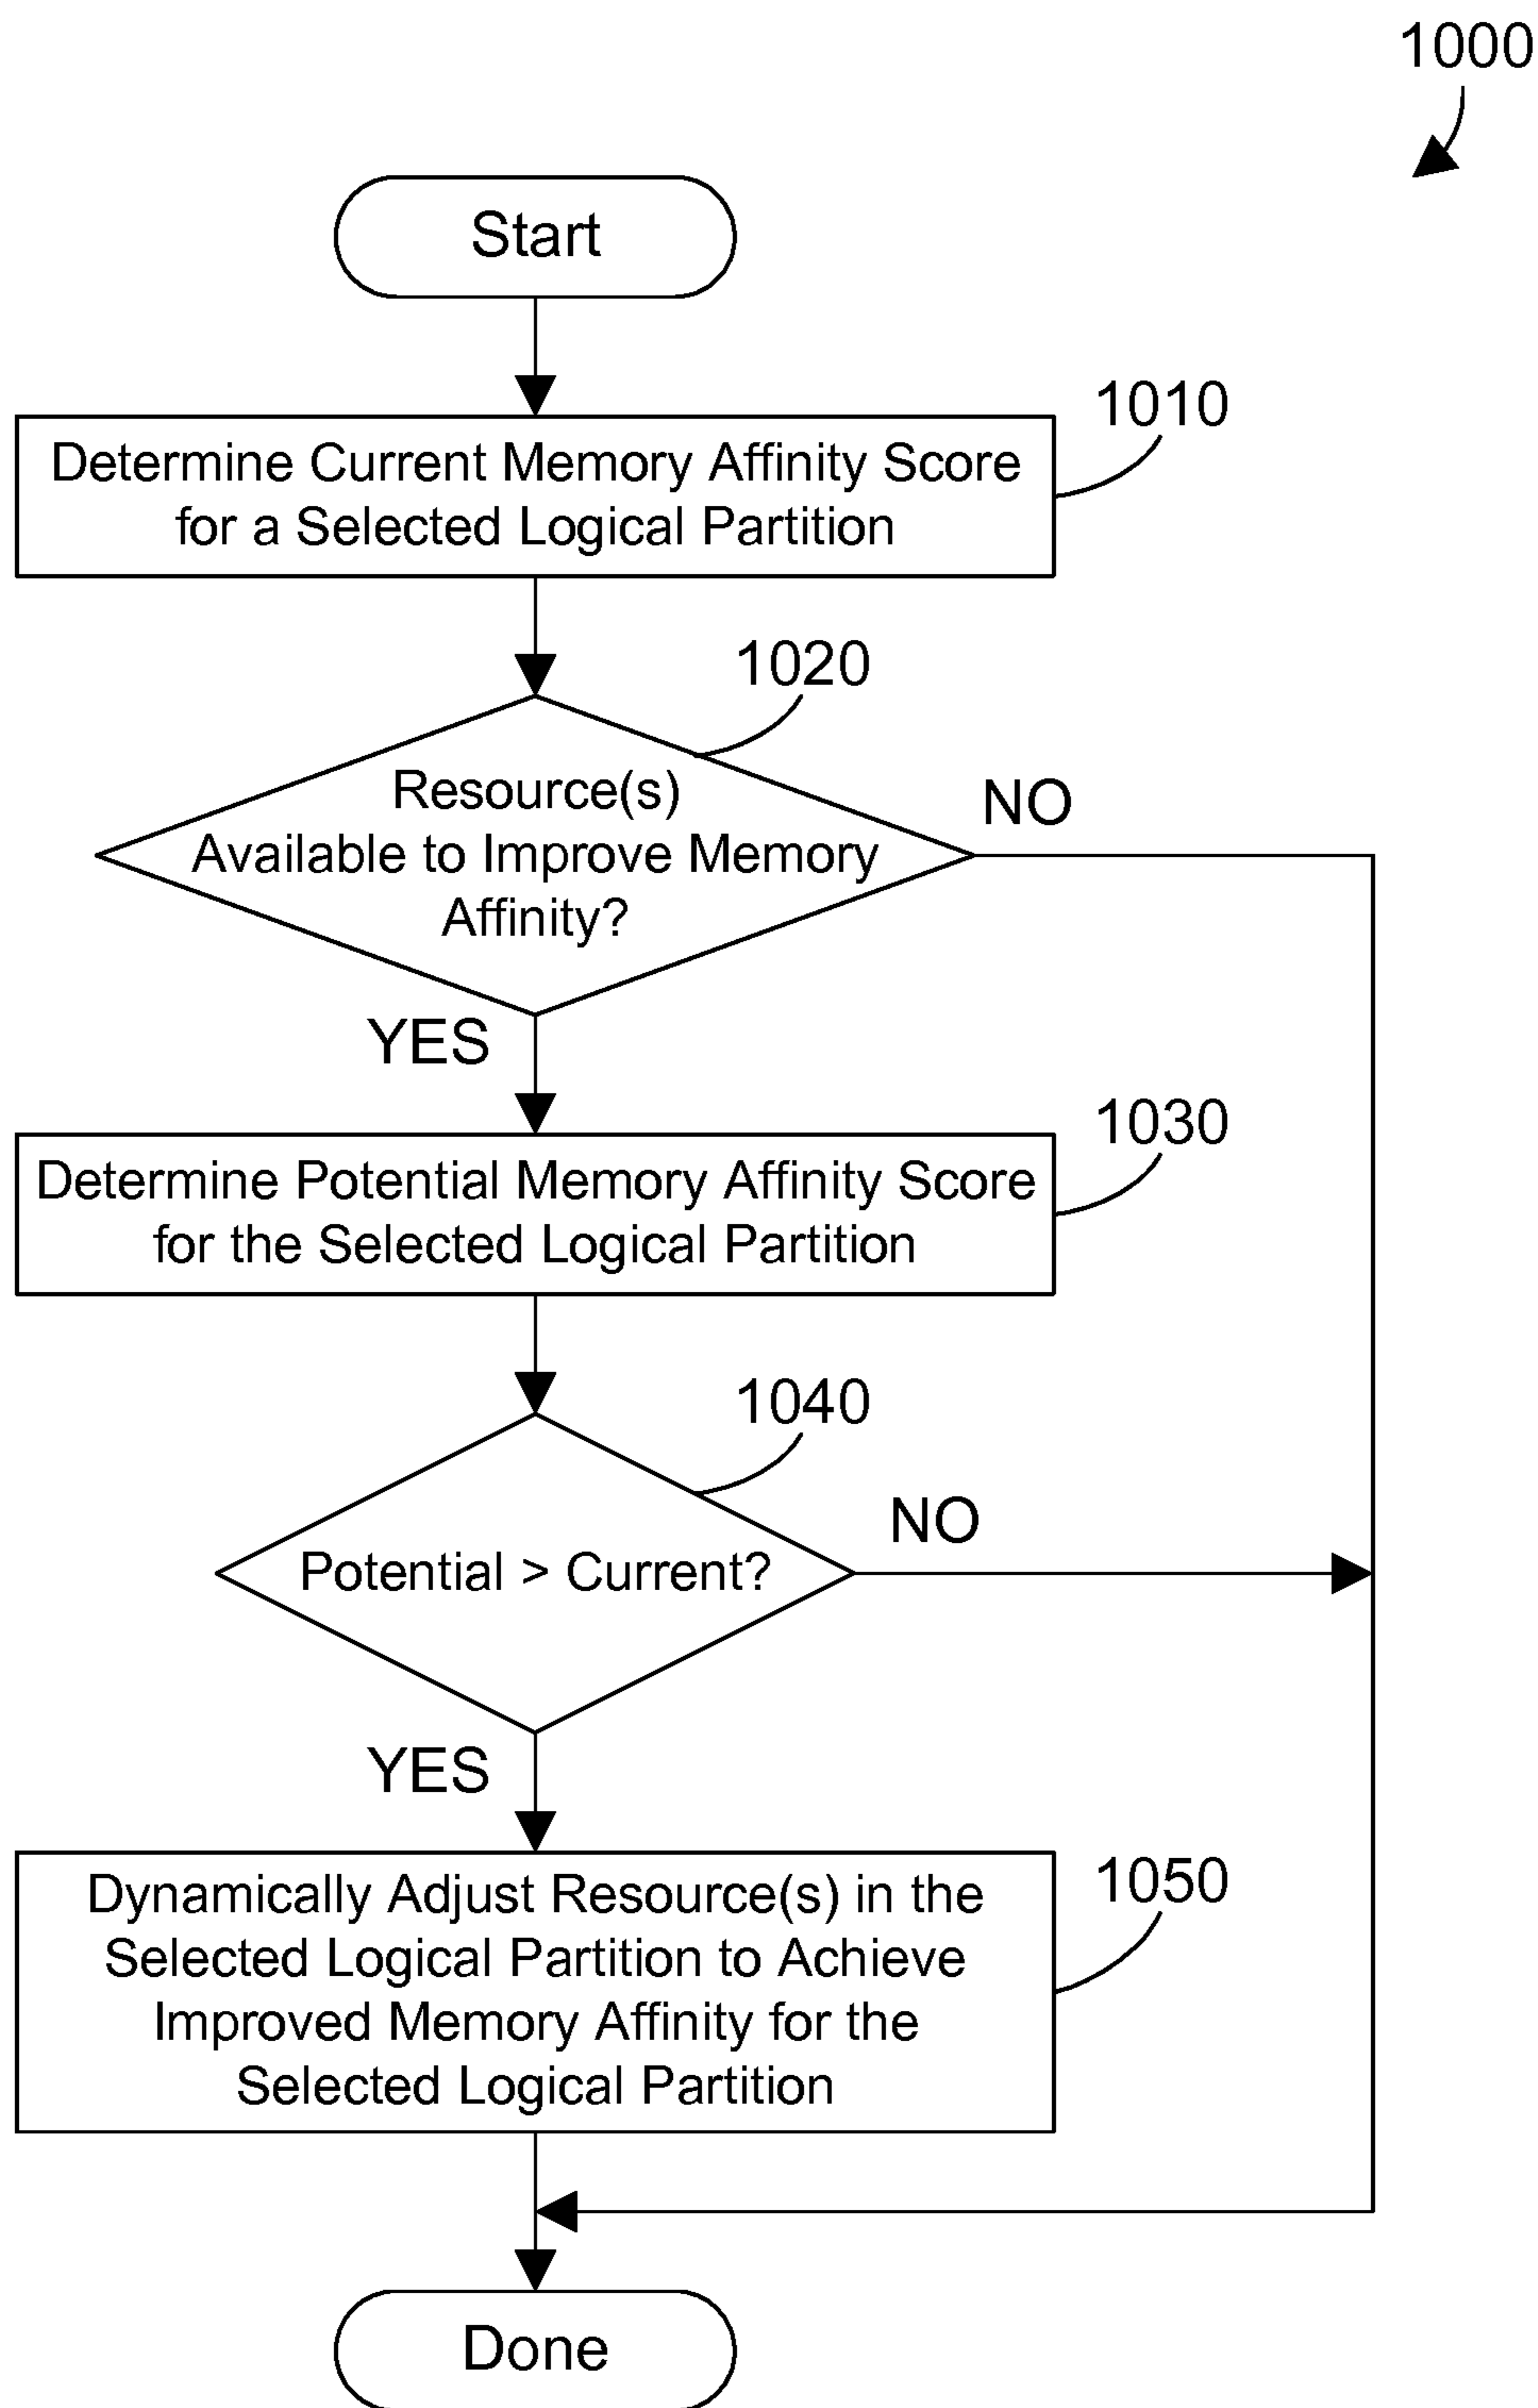 1000
Start
1010
Determine Current Memory Affinity Score
for a Selected Logical Partition
1020
Resource(s)
Available to Improve Memory
Affinity?
NO
YES
1030
Determine Potential Memory Affinity Score
for the Selected Logical Partition
1040
Potential > Current?
NO
YES
1050
Dynamically Adjust Resource(s) in the
Selected Logical Partition to Achieve
Improved Memory Affinity for the
Selected Logical Partition
Done